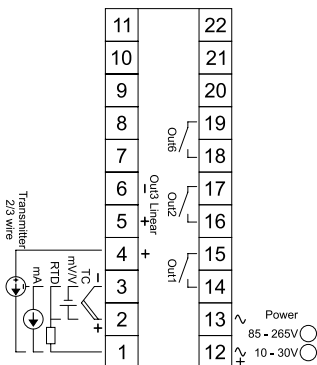 11 22
10 21
9 20
8 19
7 18
6 – 17
5 + 16
4 + 15
3 14
2 13 ~
1 12 ~ +
Out3 Linear
Out6
Out2
Out1
Power
85 - 265V
10 - 30V
Transmitter
2/3 wire
mA
RTD
mV/V
TC
–
+